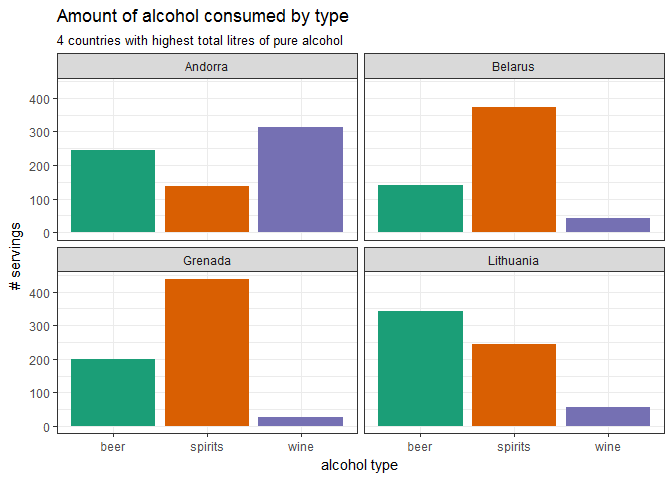 Amount of alcohol consumed by type
4 countries with highest total litres of pure alcohol
Andorra
Belarus
400
300
200
100
0
# servings
Grenada
Lithuania
400
300
200
100
0
beer
spirits
wine
beer
spirits
wine
alcohol type